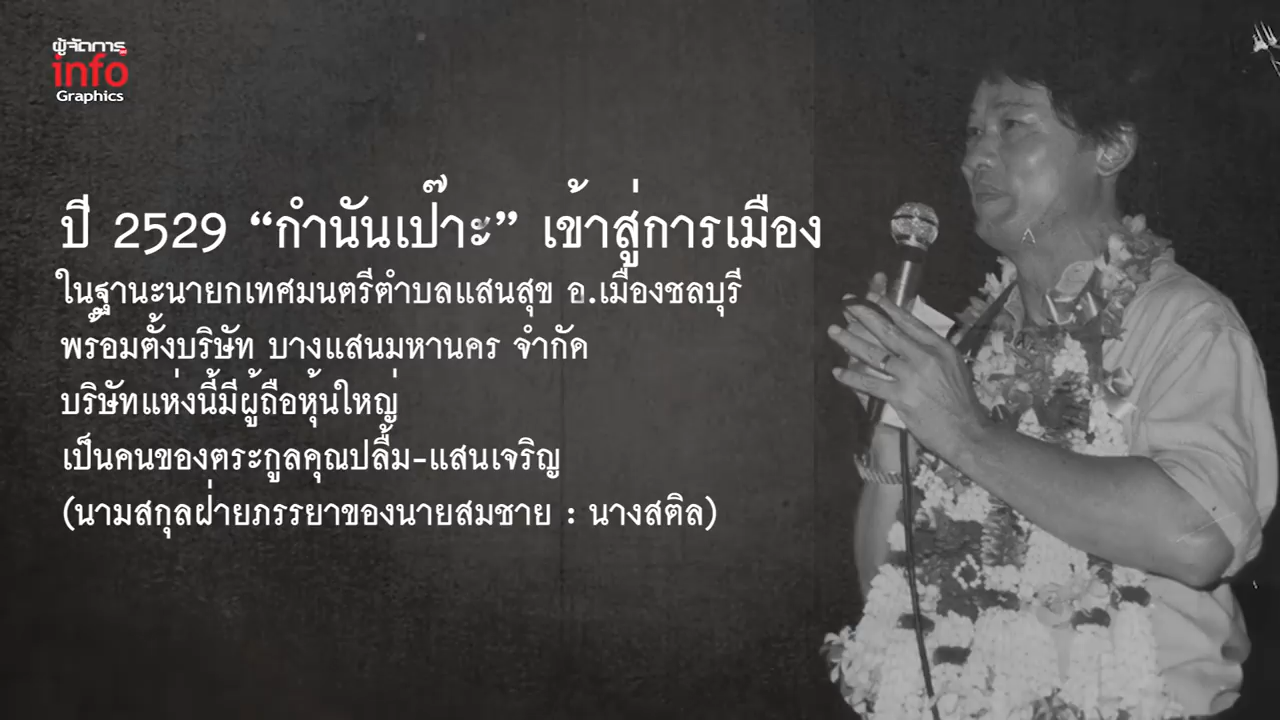 ผู้จัดการ
info
Graphics
ปี 2529 “กำนันเป๊าะ” เข้าสู่การเมือง
ในฐานะนายกเทศมนตรีตำบลแสนสุข อ.เมืองชลบุรี
พร้อมตั้งบริษัท บางแสนมหานคร จำกัด
บริษัทแห่งนี้มีผู้ถือหุ้นใหญ่
เป็นคนของตระกูลคุณปลื้ม-แสนเจริญ
(นามสกุลฝ่ายภรรยาของนายสมชาย : นางสติล)